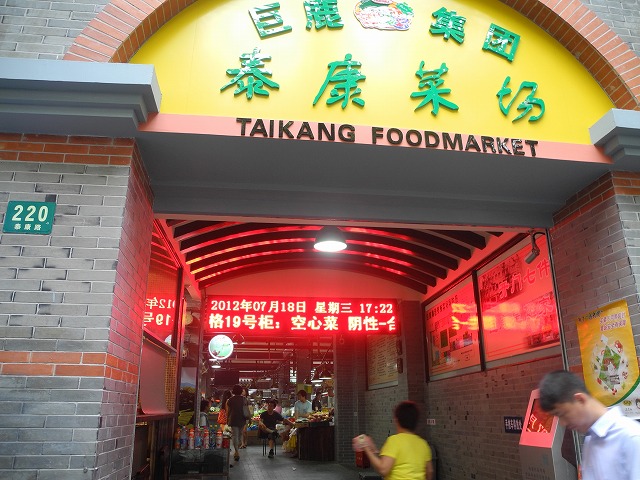 巨鹿 集团
泰康菜场
TAIKANG FOODMARKET
220
泰康路
2012年07月18日 星期三 17:22
格19号柜：空心菜 阴性－合